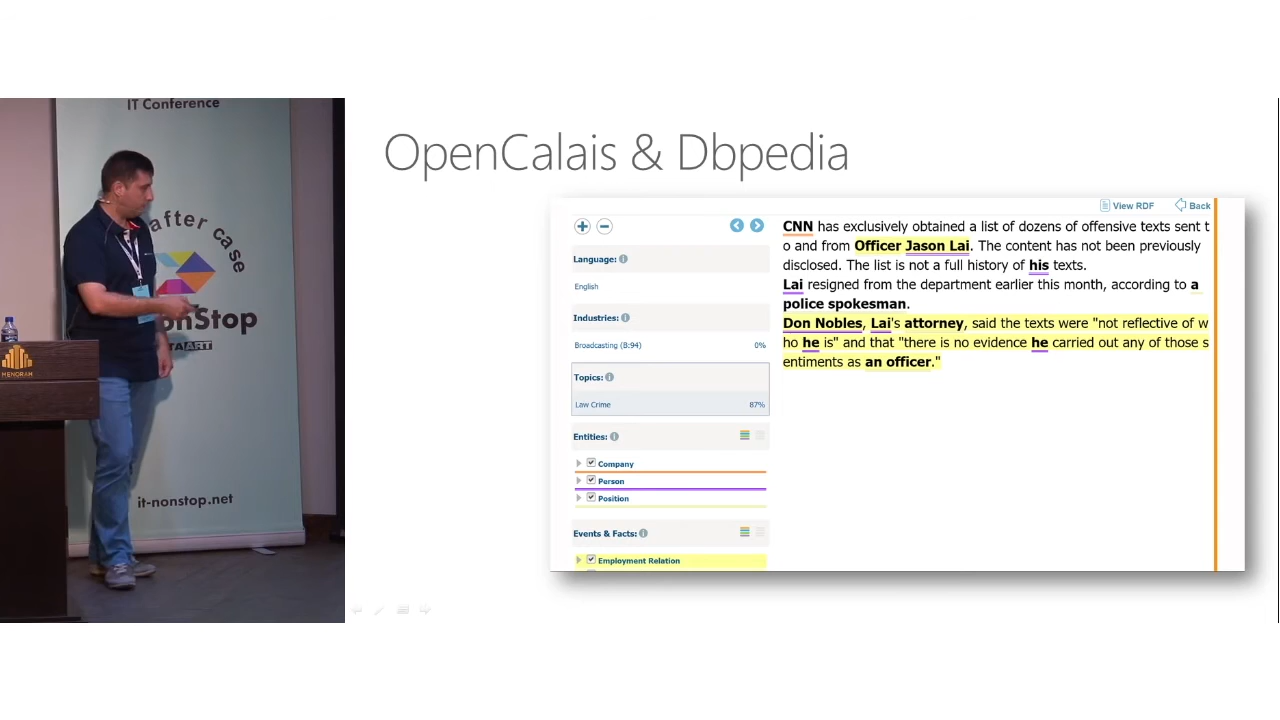 IT Conference
after case
nonStop
DATAART
MENORAH
it-nonstop.net
OpenCalais & Dbpedia
View RDF
Back
Language:
English
Industries:
Broadcasting (B:94) 0%
Topics:
Law Crime 87%
Entities:
Company
Person
Position
Events & Facts:
Employment Relation
CNN has exclusively obtained a list of dozens of offensive texts sent t
o and from Officer Jason Lai. The content has not been previously
disclosed. The list is not a full history of his texts.
Lai resigned from the department earlier this month, according to a
police spokesman.
Don Nobles, Lai's attorney, said the texts were "not reflective of w
ho he is" and that "there is no evidence he carried out any of those s
entiments as an officer."